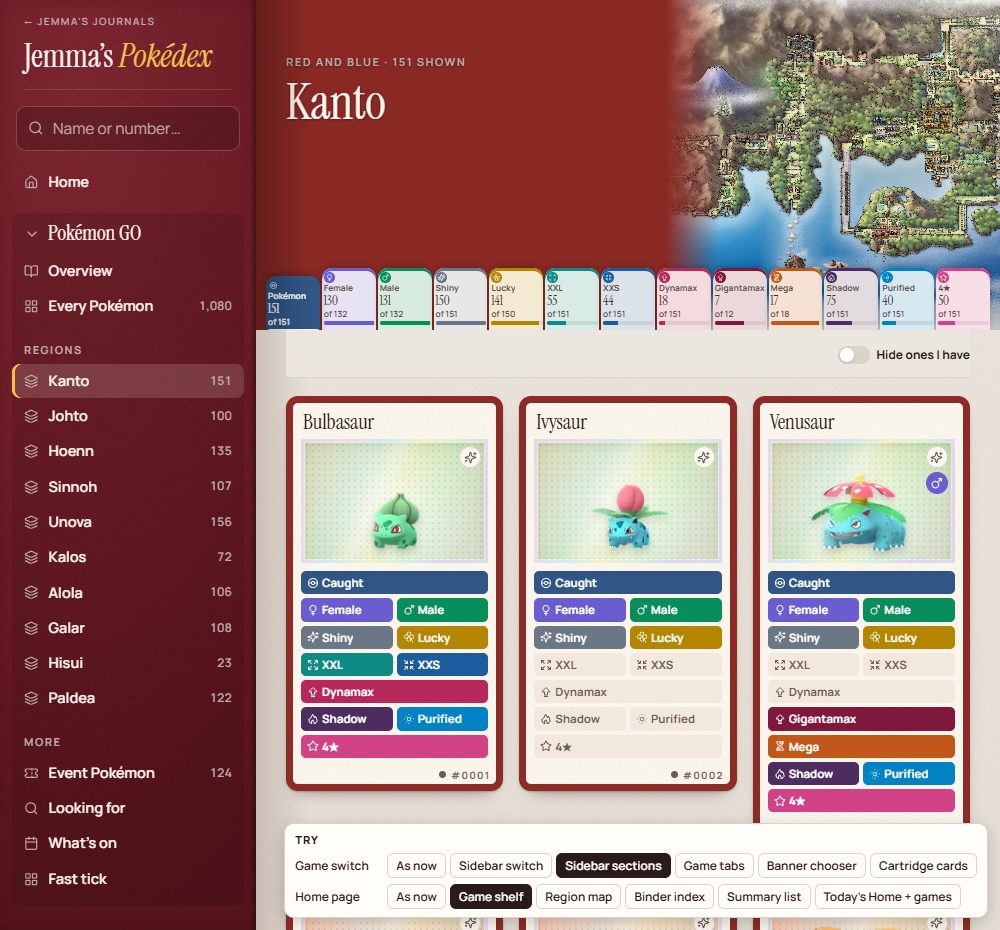 ← JEMMA'S JOURNALS
Jemma's Pokédex
Name or number...
Home
Pokémon GO
Overview
Every Pokémon 1,080
REGIONS
Kanto 151
Johto 100
Hoenn 135
Sinnoh 107
Unova 156
Kalos 72
Alola 106
Galar 108
Hisui 23
Paldea 122
MORE
Event Pokémon 124
Looking for
What's on
Fast tick
RED AND BLUE · 151 SHOWN
Kanto
Pokémon 151 of 151
Female 130 of 132
Male 131 of 132
Shiny 150 of 151
Lucky 141 of 150
XXL 55 of 151
XXS 44 of 151
Dynamax 18 of 151
Gigantamax 7 of 12
Mega 17 of 18
Shadow 75 of 151
Purified 40 of 151
4★ 50 of 151
Hide ones I have
Bulbasaur
Caught
Female Male
Shiny Lucky
XXL XXS
Dynamax
Shadow Purified
4★
#0001
Ivysaur
Caught
Female Male
Shiny Lucky
XXL XXS
Dynamax
Shadow Purified
4★
#0002
Venusaur
Caught
Female Male
Shiny Lucky
XXL XXS
Dynamax
Gigantamax
Mega
Shadow Purified
4★
TRY
Game switch As now Sidebar switch Sidebar sections Game tabs Banner chooser Cartridge cards
Home page As now Game shelf Region map Binder index Summary list Today's Home + games